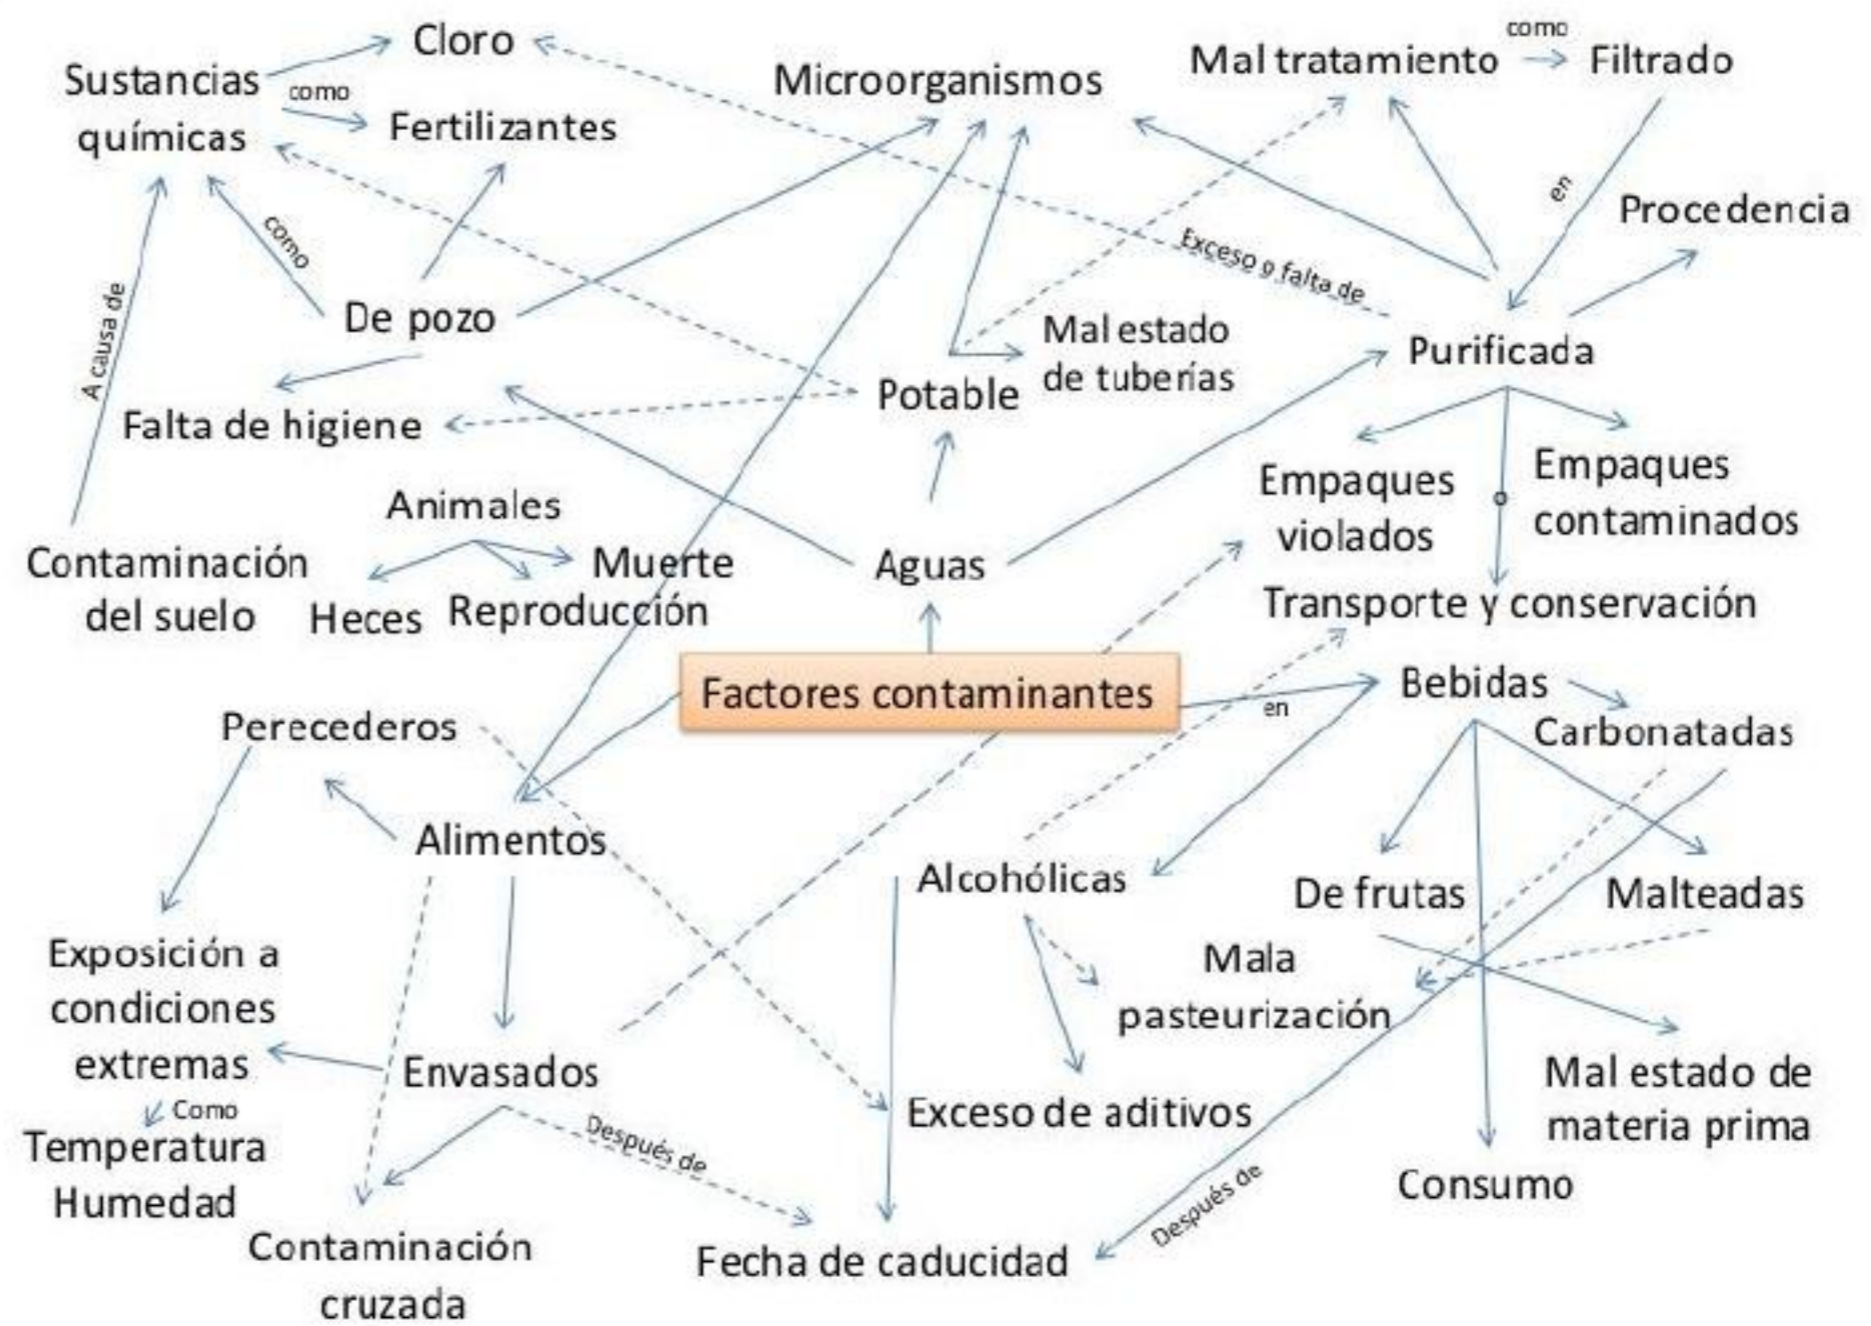 Cloro
como
Sustancias
químicas
como
Fertilizantes
Microorganismos
Mal tratamiento
Filtrado
en
Procedencia
como
A causa de
De pozo
Exceso o falta de
Mal estado
de tuberías
Purificada
Potable
Falta de higiene
Empaques
violados
o
Empaques
contaminados
Animales
Contaminación
del suelo
Heces
Reproducción
Muerte
Aguas
Transporte y conservación
Factores contaminantes
en
Bebidas
Carbonatadas
Perecederos
Alimentos
Alcohólicas
De frutas
Malteadas
Exposición a
condiciones
extremas
Mala
pasteurización
Envasados
Como
Temperatura
Humedad
Exceso de aditivos
Mal estado de
materia prima
Después de
Después de
Consumo
Contaminación
cruzada
Fecha de caducidad